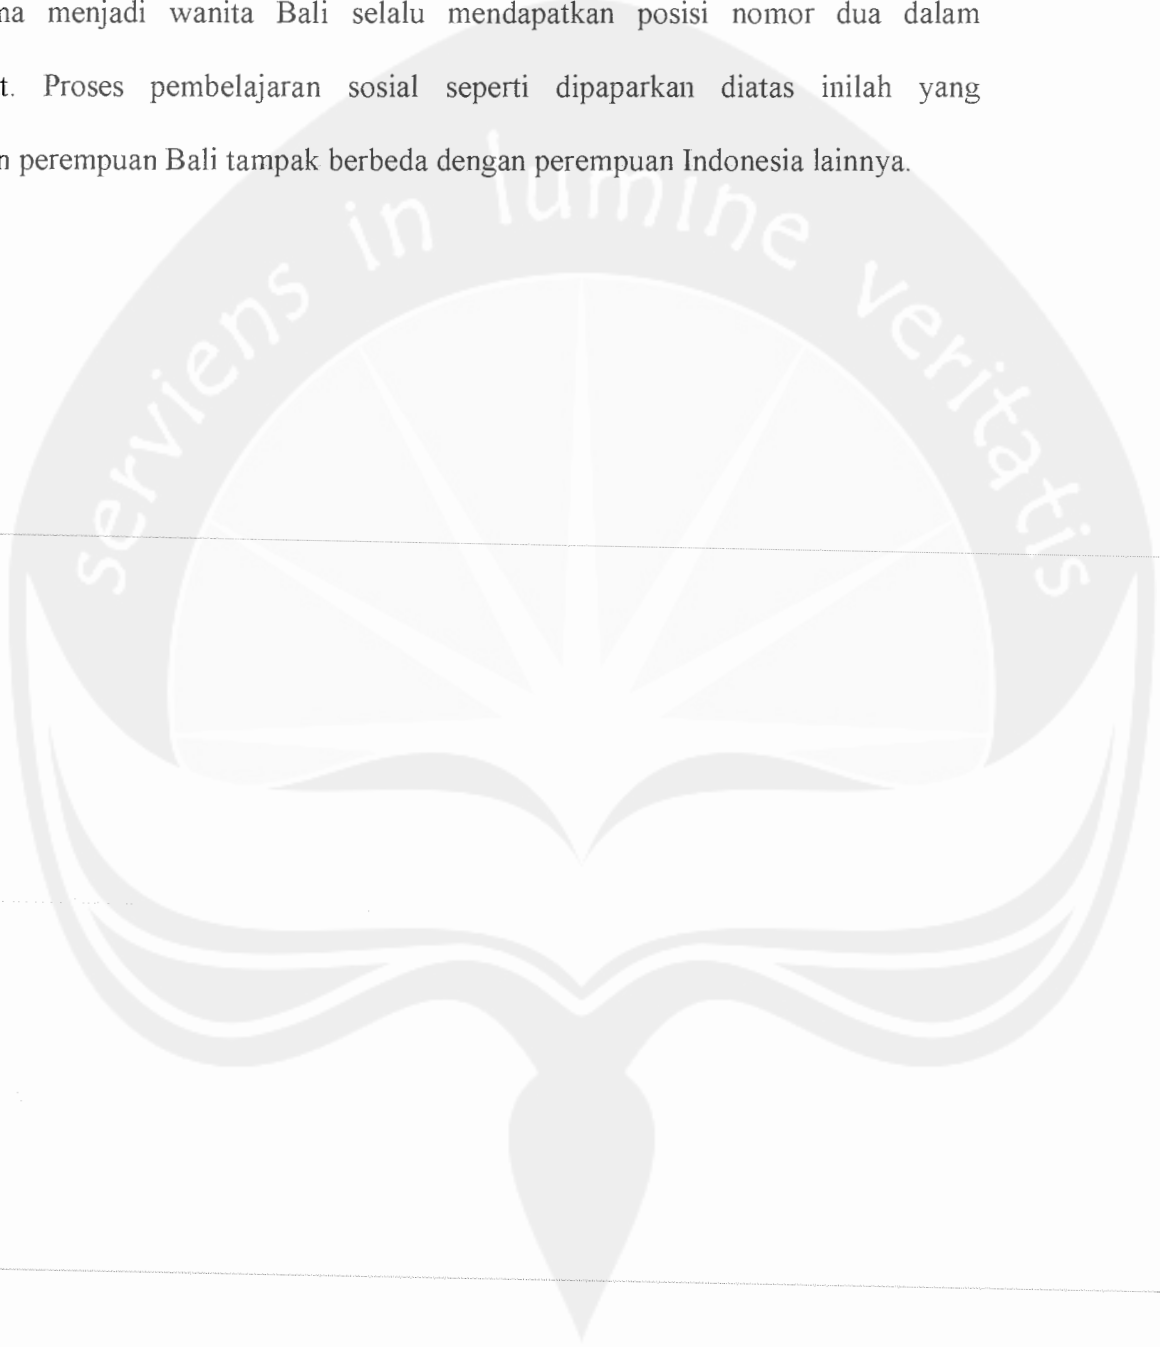 menjadi wanita Bali selalu mendapatkan posisi nomor dua dalam
Proses pembelajaran sosial seperti dipaparkan diatas inilah yang
perempuan Bali tampak berbeda dengan perempuan Indonesia lainnya.
serviens in lumine veritatis